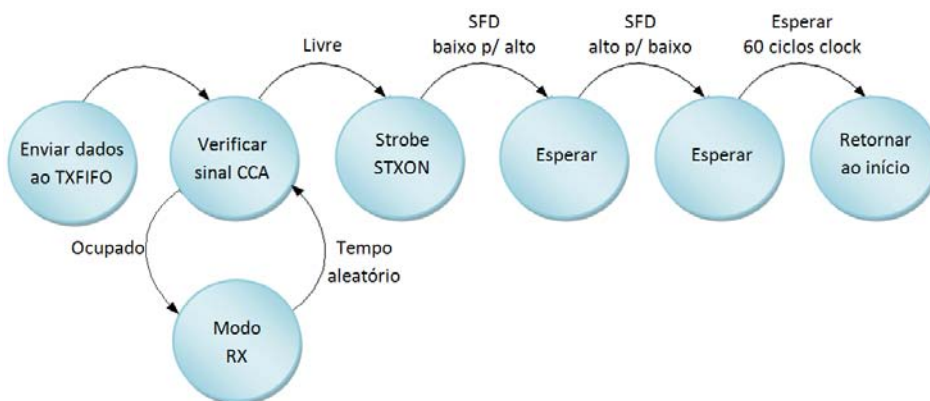 SFD
baixo p/ alto
SFD
alto p/ baixo
Esperar
60 ciclos clock
Livre
Enviar dados
ao TXFIFO
Verificar
sinal CCA
Strobe
STXON
Esperar
Esperar
Retornar
ao início
Ocupado
Tempo
aleatório
Modo
RX